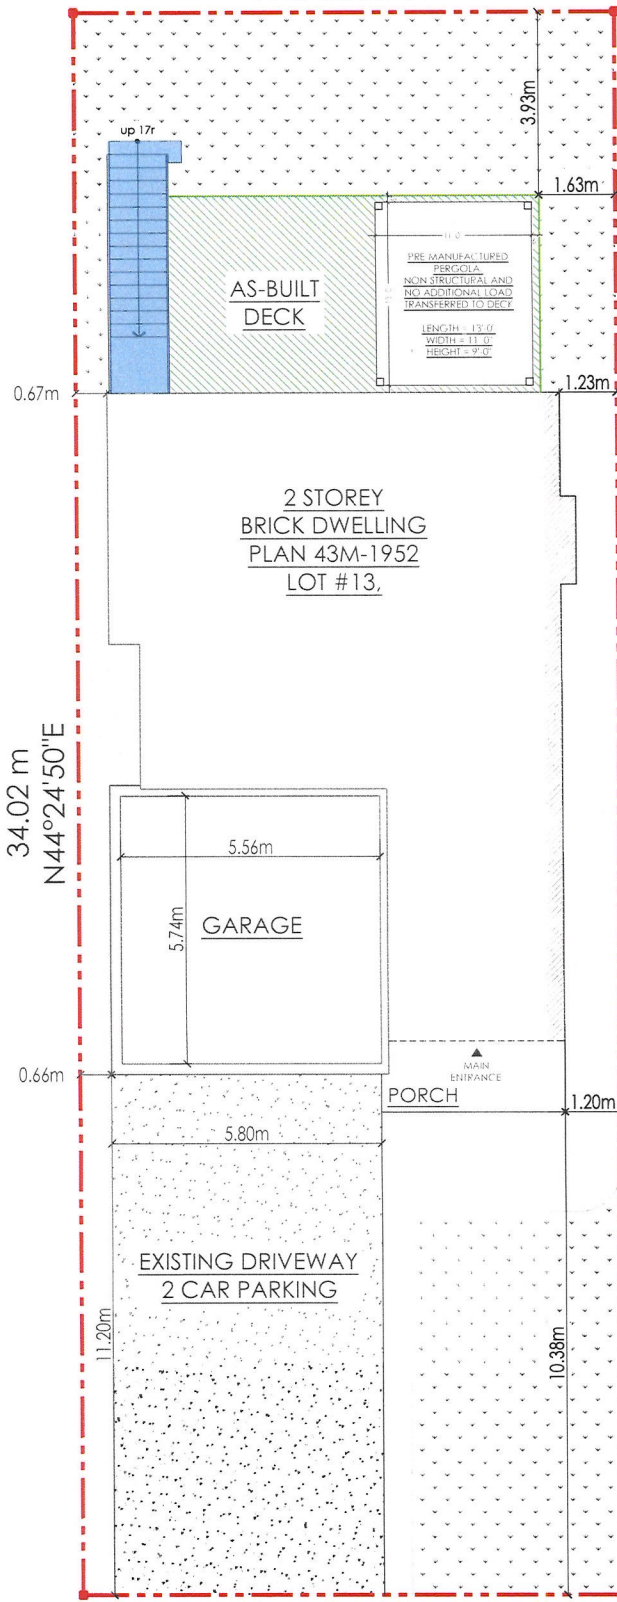 3.93m
up 17r
1.63m
11'-0"
AS-BUILT
DECK
PRE MANUFACTURED
PERGOLA.
NON STRUCTURAL AND
NO ADDITIONAL LOAD
TRANSFERRED TO DECK
LENGTH = 13'-0"
WIDTH = 11'-0"
HEIGHT = 9'-0"
0.67m
1.23m
2 STOREY
BRICK DWELLING
PLAN 43M-1952
LOT #13,
34.02 m
N44°24'50"E
5.56m
5.74m
GARAGE
0.66m
MAIN
ENTRANCE
PORCH
1.20m
5.80m
EXISTING DRIVEWAY
2 CAR PARKING
11.20m
10.38m